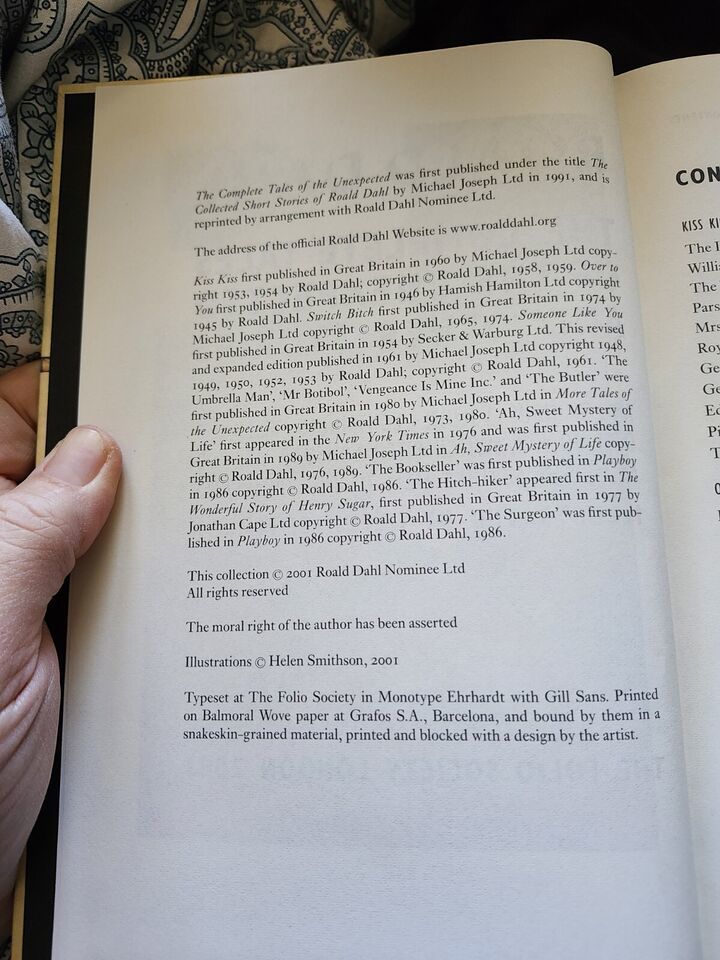 The Complete Tales of the Unexpected was first published under the title The
Collected Short Stories of Roald Dahl by Michael Joseph Ltd in 1991, and is
reprinted by arrangement with Roald Dahl Nominee Ltd.
The address of the official Roald Dahl Website is www.roalddahl.org
Kiss Kiss first published in Great Britain in 1960 by Michael Joseph Ltd copy-
right 1953, 1954 by Roald Dahl; copyright © Roald Dahl, 1958, 1959. Over to
You first published in Great Britain in 1946 by Hamish Hamilton Ltd copyright
1945 by Roald Dahl. Switch Bitch first published in Great Britain in 1974 by
Michael Joseph Ltd copyright © Roald Dahl, 1965, 1974. Someone Like You
first published in Great Britain in 1954 by Secker & Warburg Ltd. This revised
and expanded edition published in 1961 by Michael Joseph Ltd copyright 1948,
1949, 1950, 1952, 1953 by Roald Dahl; copyright © Roald Dahl, 1961. ‘The
Umbrella Man’, ‘Mr Botibol’, ‘Vengeance Is Mine Inc.’ and ‘The Butler’ were
first published in Great Britain in 1980 by Michael Joseph Ltd in More Tales of
the Unexpected copyright © Roald Dahl, 1973, 1980. ‘Ah, Sweet Mystery of
Life’ first appeared in the New York Times in 1976 and was first published in
Great Britain in 1989 by Michael Joseph Ltd in Ah, Sweet Mystery of Life copy-
right © Roald Dahl, 1976, 1989. ‘The Bookseller’ was first published in Playboy
in 1986 copyright © Roald Dahl, 1986. ‘The Hitch-hiker’ appeared first in The
Wonderful Story of Henry Sugar, first published in Great Britain in 1977 by
Jonathan Cape Ltd copyright © Roald Dahl, 1977. ‘The Surgeon’ was first pub-
lished in Playboy in 1986 copyright © Roald Dahl, 1986.
This collection © 2001 Roald Dahl Nominee Ltd
All rights reserved
The moral right of the author has been asserted
Illustrations © Helen Smithson, 2001
Typeset at The Folio Society in Monotype Ehrhardt with Gill Sans. Printed
on Balmoral Wove paper at Grafos S.A., Barcelona, and bound by them in a
snakeskin-grained material, printed and blocked with a design by the artist.
CON
KISS KI
The
Willi
The
Pars
Mrs
Roy
Ge
Ge